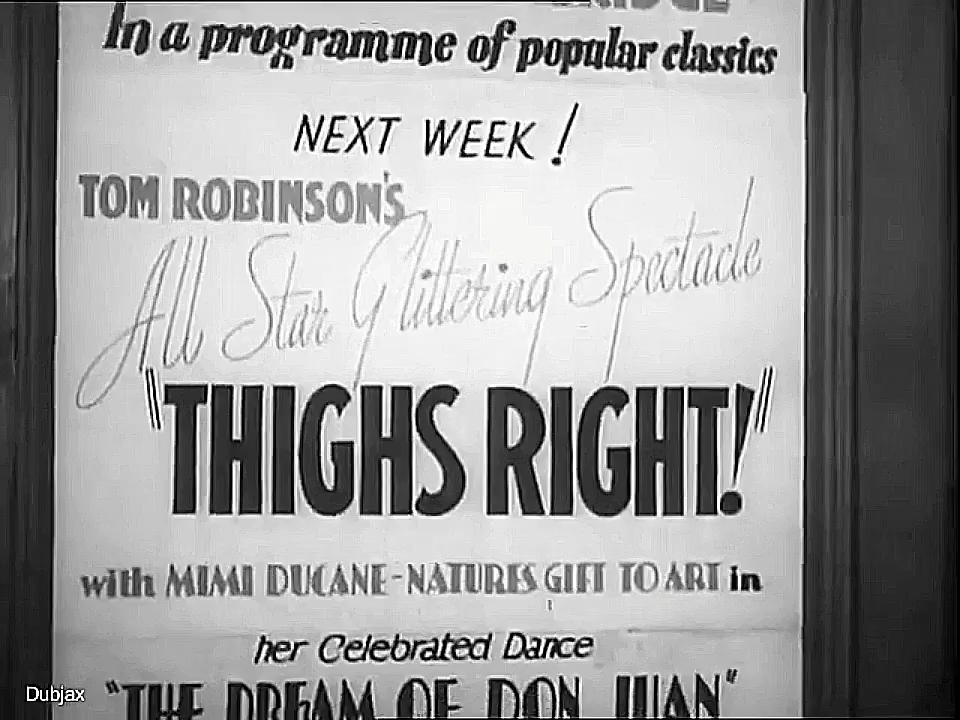 In a programme of popular classics
NEXT WEEK!
TOM ROBINSON'S
All Star Glittering Spectacle
"THIGHS RIGHT!"
with MIMI DUCANE-NATURES GIFT TO ART in
her Celebrated Dance
"THE DREAM OF DON JUAN"
Dubjax